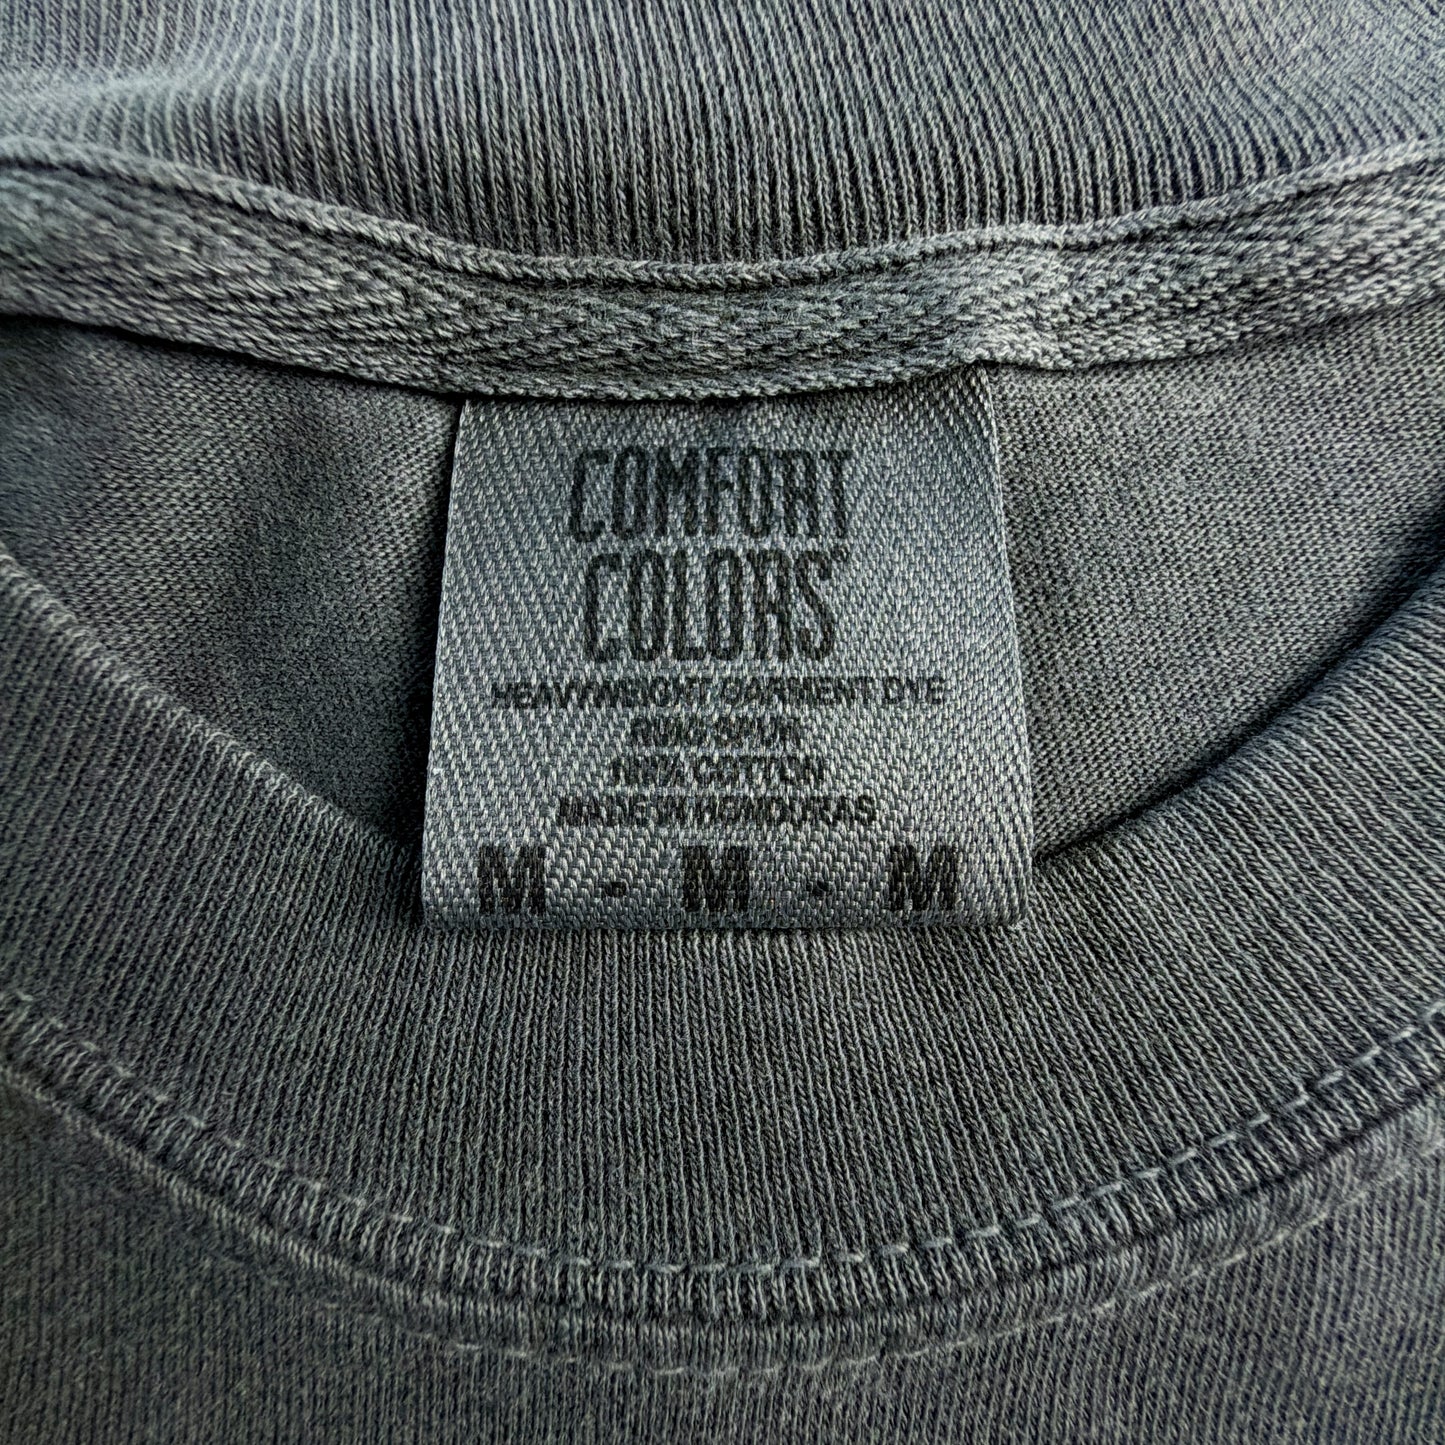 COMFORT
COLORS
HEAVYWEIGHT GARMENT DYE
RING SPUN
100% COTTON
MADE IN HONDURAS
M · M · M